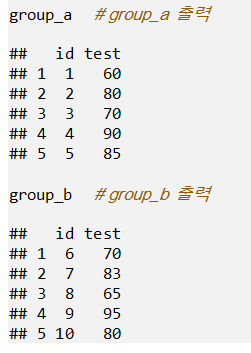 group_a # group_a 출력
## id test
## 1 1 60
## 2 2 80
## 3 3 70
## 4 4 90
## 5 5 85
group_b # group_b 출력
## id test
## 1 6 70
## 2 7 83
## 3 8 65
## 4 9 95
## 5 10 80